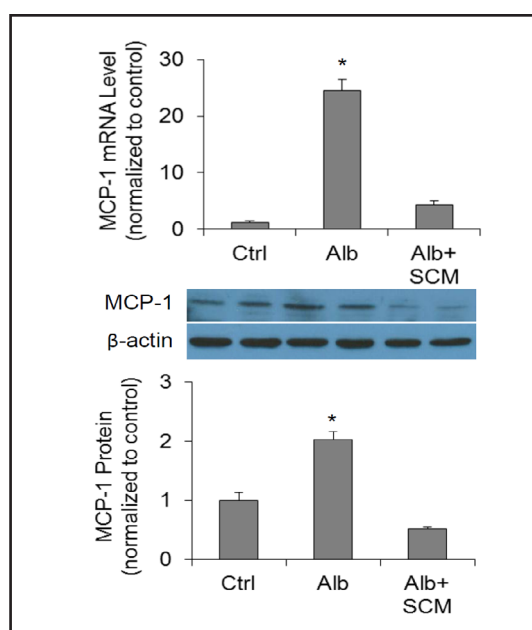 MCP-1 mRNA Level
(normalized to control)
30
20
10
0
*
Ctrl
Alb
Alb+
SCM
MCP-1
β-actin
MCP-1 Protein
(normalized to control)
3
2
1
0
*
Ctrl
Alb
Alb+
SCM